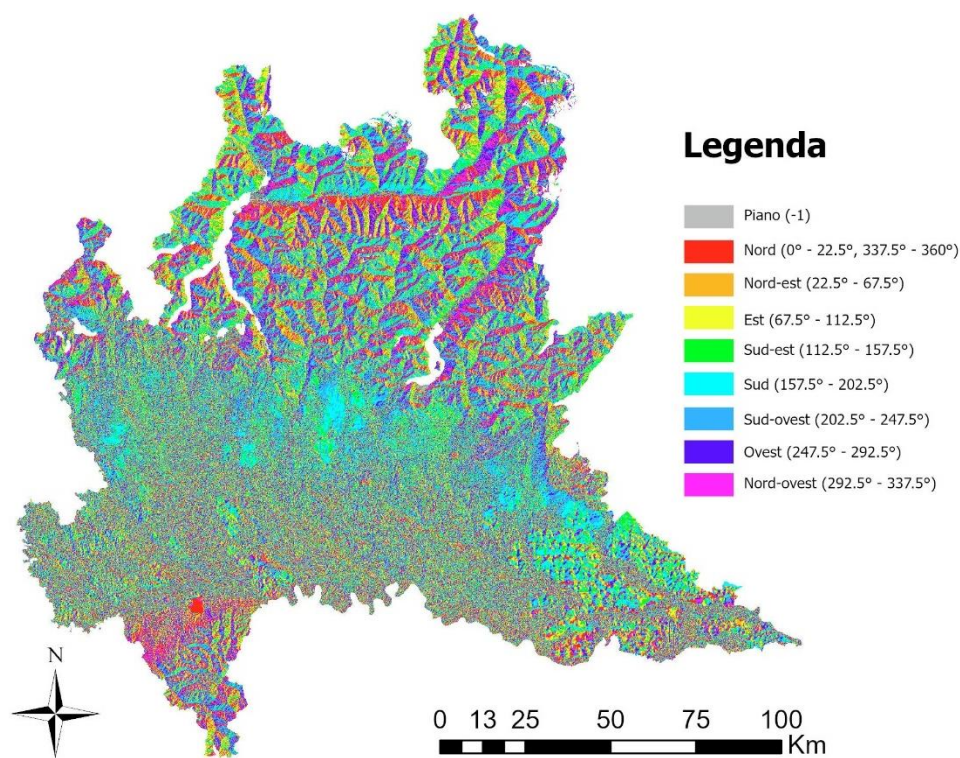 Legenda
Piano (-1)
Nord (0° - 22.5°, 337.5° - 360°)
Nord-est (22.5° - 67.5°)
Est (67.5° - 112.5°)
Sud-est (112.5° - 157.5°)
Sud (157.5° - 202.5°)
Sud-ovest (202.5° - 247.5°)
Ovest (247.5° - 292.5°)
Nord-ovest (292.5° - 337.5°)
N
0 13 25 50 75 100
Km